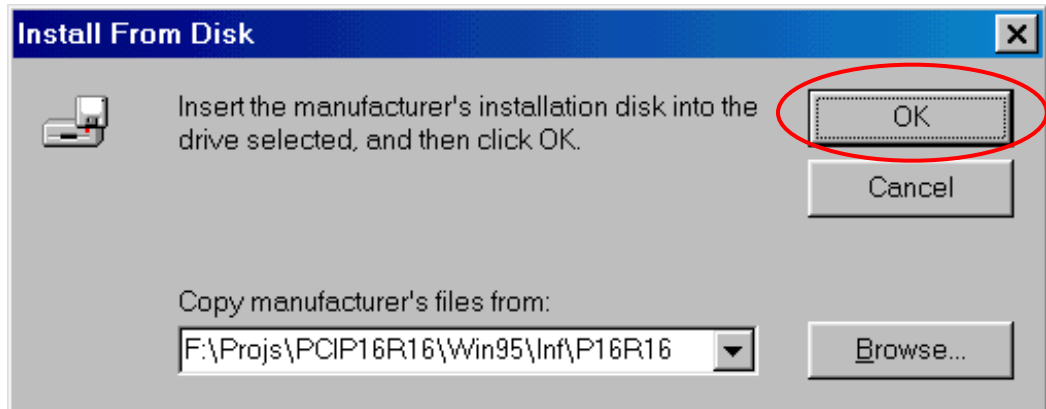 Install From Disk
Insert the manufacturer's installation disk into the
drive selected, and then click OK.
OK
Cancel
Copy manufacturer's files from:
F:\Projs\PCIP16R16\Win95\Inf\P16R16
Browse...